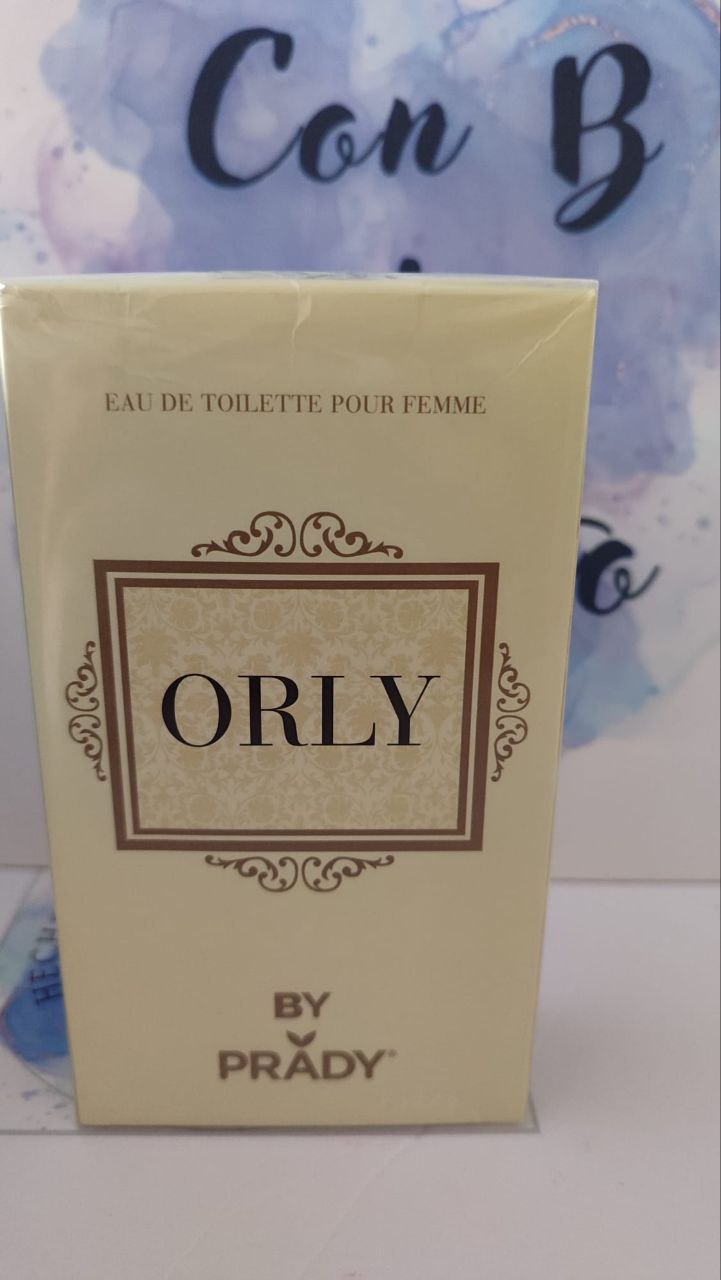 Con B
EAU DE TOILETTE POUR FEMME
ORLY
BY
PRADY®